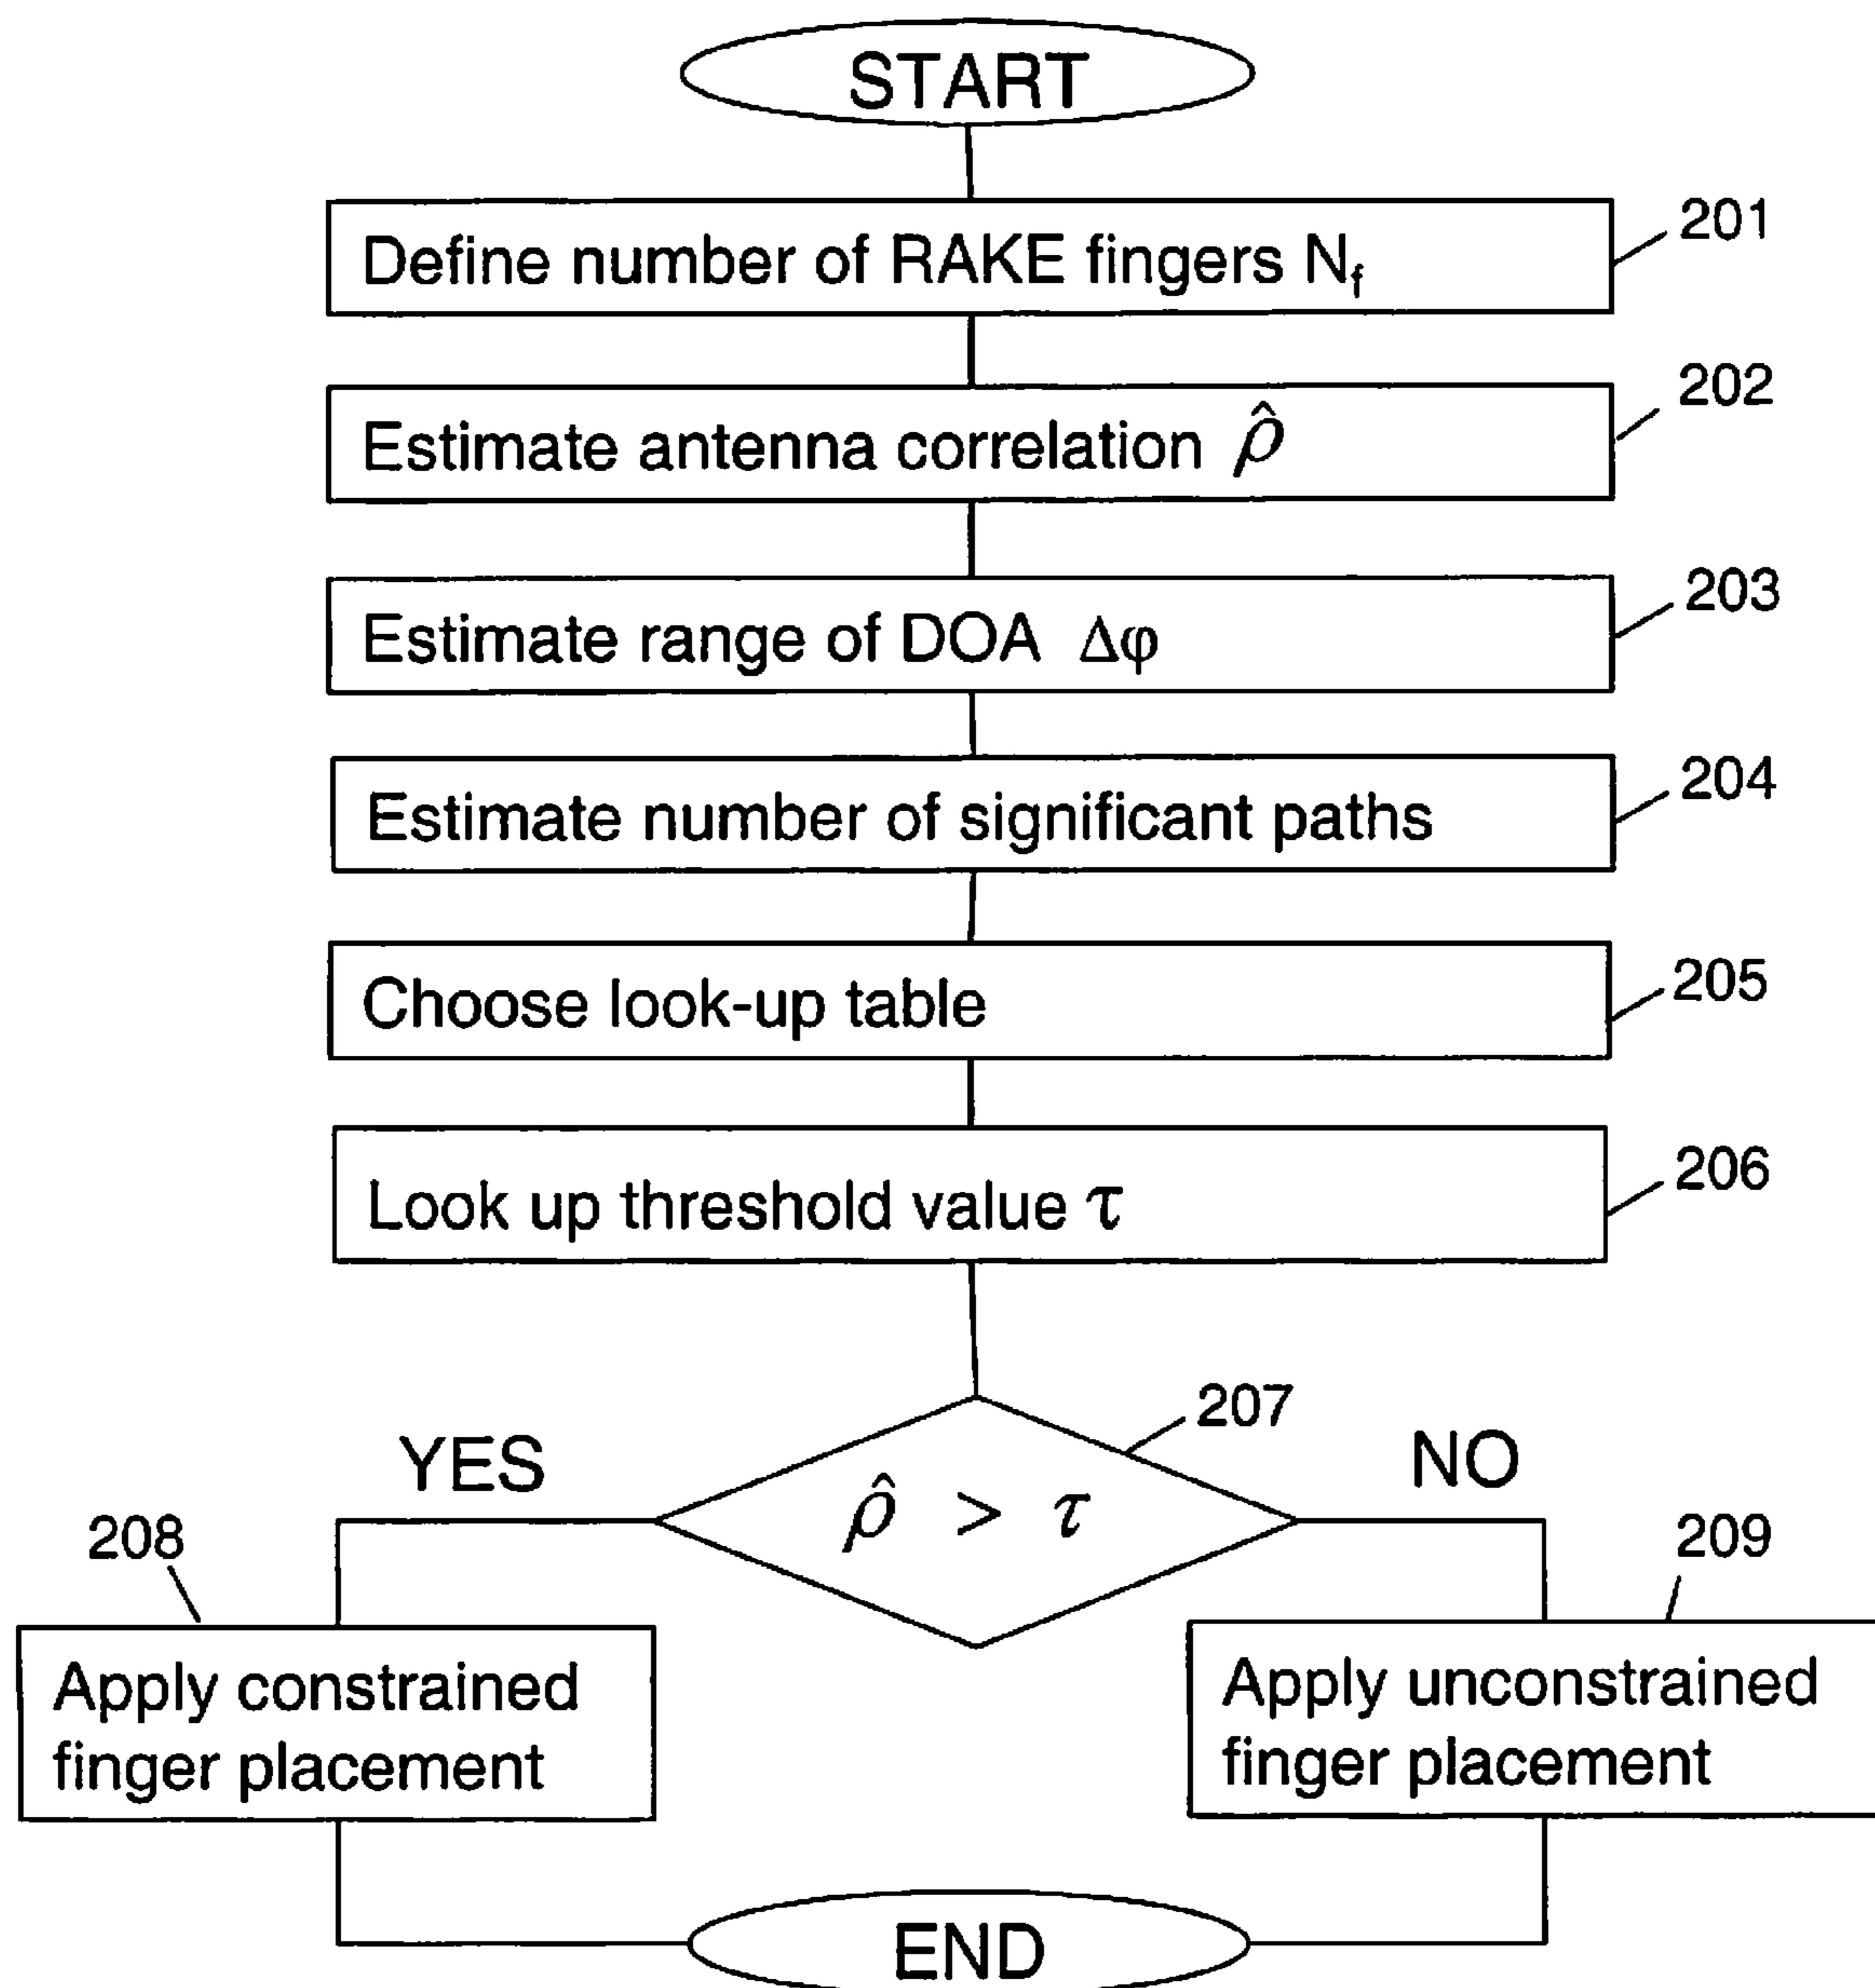 START
Define number of RAKE fingers Nf
201
Estimate antenna correlation ρ̂
202
Estimate range of DOA Δφ
203
Estimate number of significant paths
204
Choose look-up table
205
Look up threshold value τ
206
207
YES
ρ̂ > τ
NO
208
209
Apply constrained
finger placement
Apply unconstrained
finger placement
END